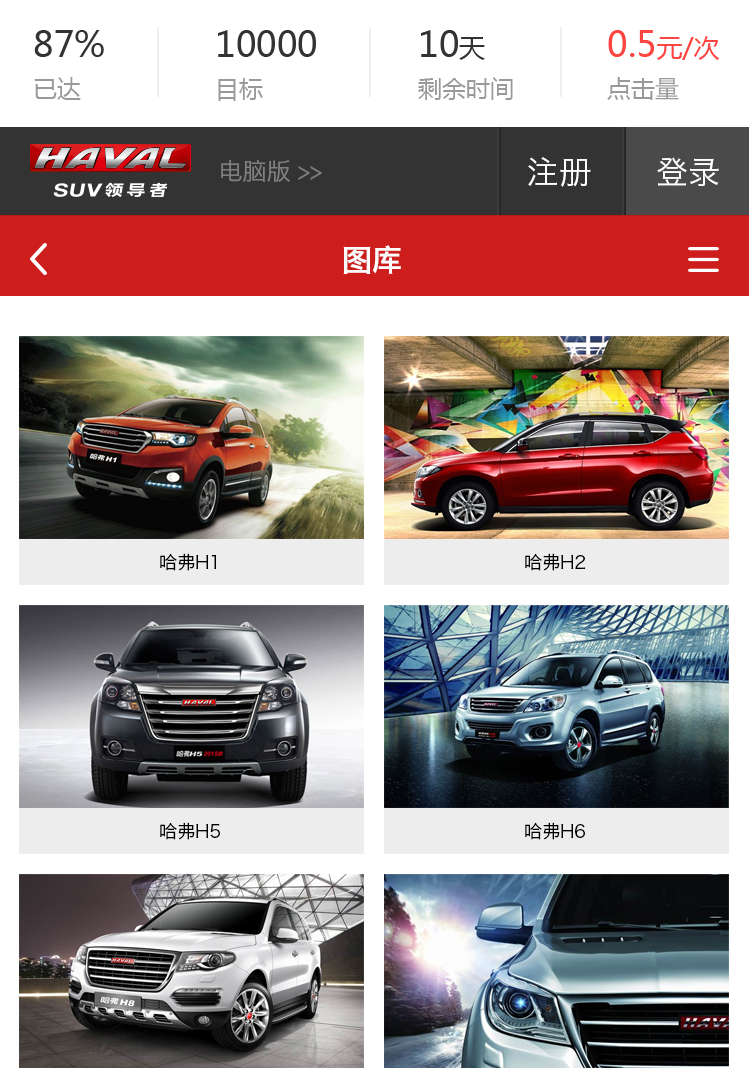 87% 10000 10天 0.5元/次
已达 目标 剩余时间 点击量
HAVAL
SUV领导者
电脑版 >>
注册 登录
图库
哈弗H1
哈弗H1
哈弗H2
HAVAL
哈弗H5
哈弗H5
哈弗H6
HAVAL
哈弗H8
HAV